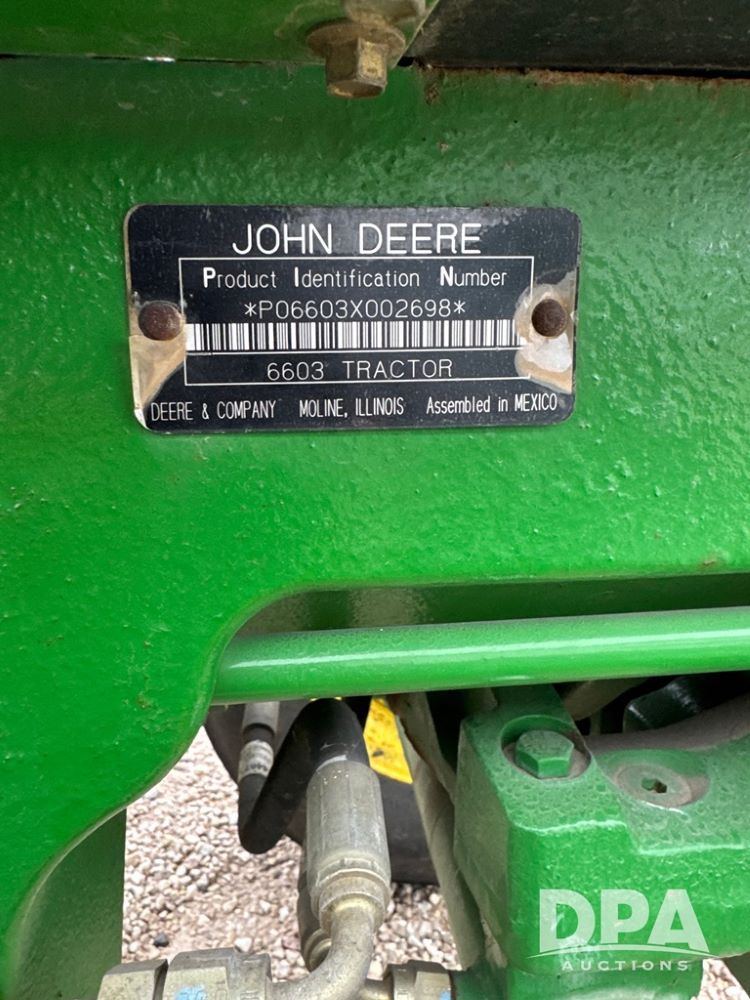 JOHN DEERE
Product Identification Number
*P06603X002698*
6603 TRACTOR
DEERE & COMPANY MOLINE, ILLINOIS Assembled in MEXICO
DPA
AUCTIONS